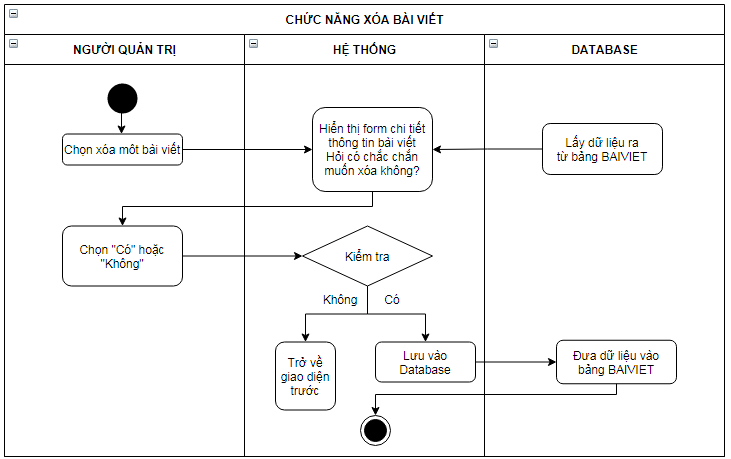 CHỨC NĂNG XÓA BÀI VIẾT
NGƯỜI QUẢN TRỊ
HỆ THỐNG
DATABASE
Chọn xóa một bài viết
Hiển thị form chi tiết
thông tin bài viết
Hỏi có chắc chắn
muốn xóa không?
Lấy dữ liệu ra
từ bảng BAIVIET
Chọn "Có" hoặc
"Không"
Kiểm tra
Không
Có
Trở về
giao diện
trước
Lưu vào
Database
Đưa dữ liệu vào
bảng BAIVIET